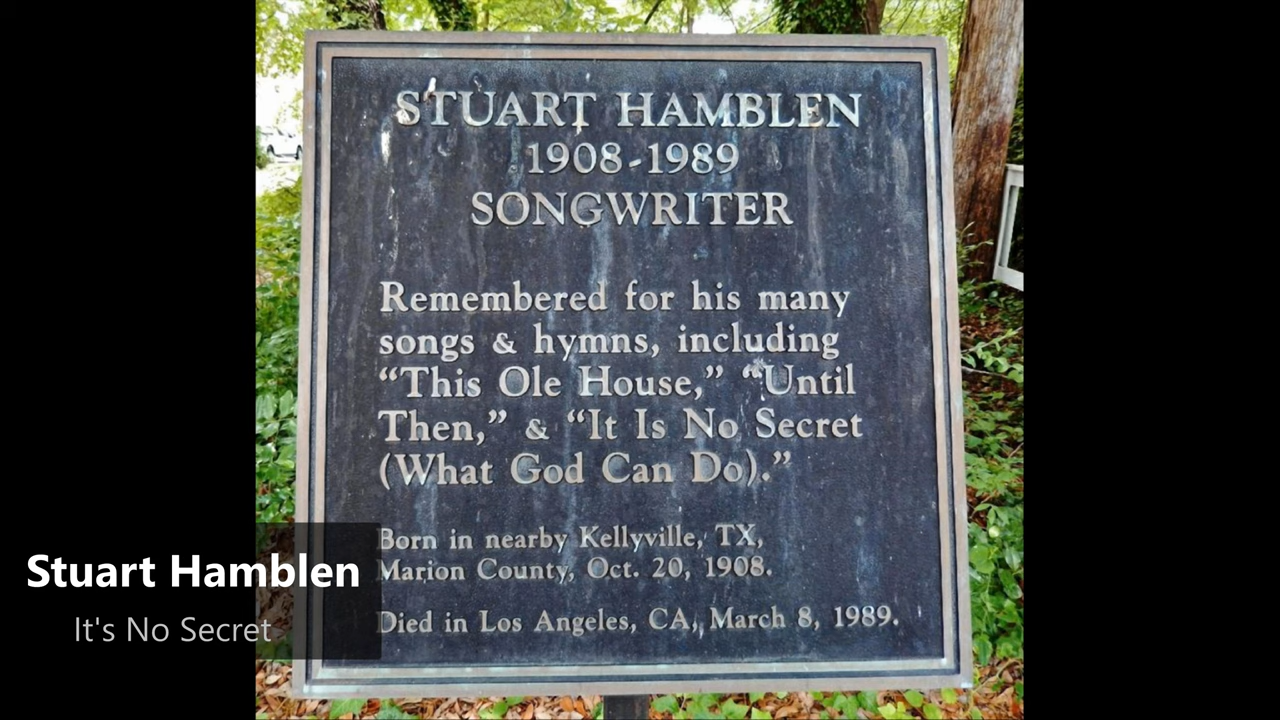 STUART HAMBLEN
1908-1989
SONGWRITER
Remembered for his many
songs & hymns, including
“This Ole House,” “Until
Then,” & “It Is No Secret
(What God Can Do).”
Born in nearby Kellyville, TX,
Marion County, Oct. 20, 1908.
Died in Los Angeles, CA, March 8, 1989.
Stuart Hamblen
It's No Secret